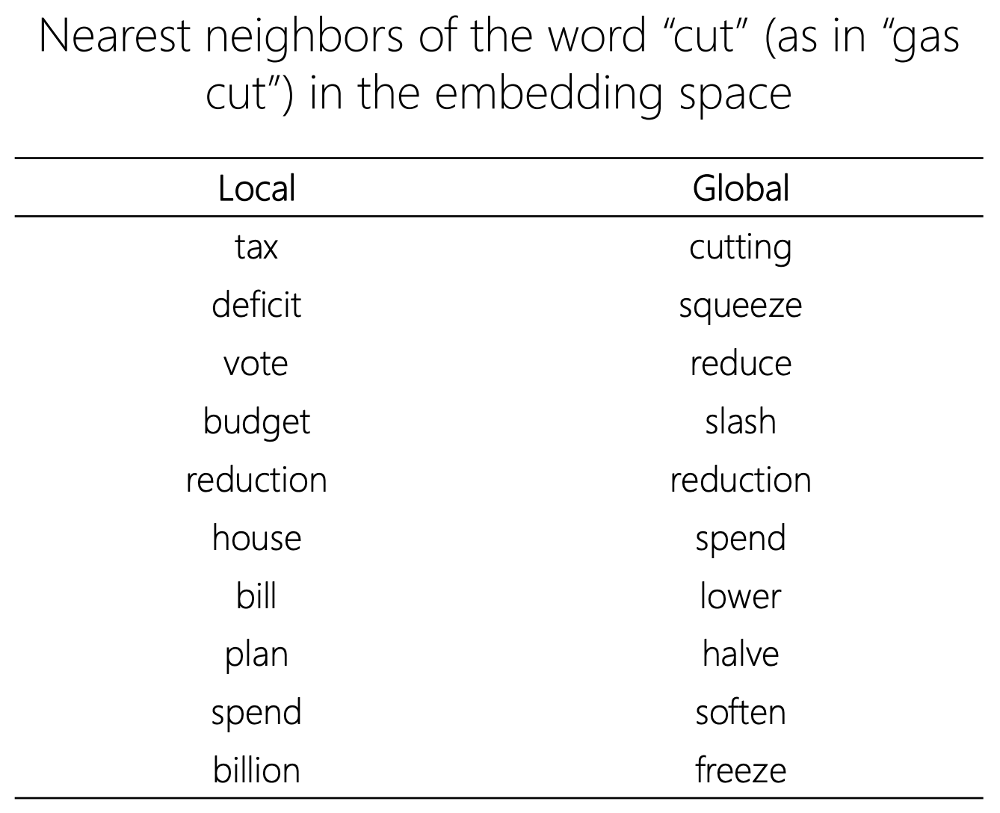 Nearest neighbors of the word “cut” (as in “gas
cut”) in the embedding space
Local Global
tax cutting
deficit squeeze
vote reduce
budget slash
reduction reduction
house spend
bill lower
plan halve
spend soften
billion freeze